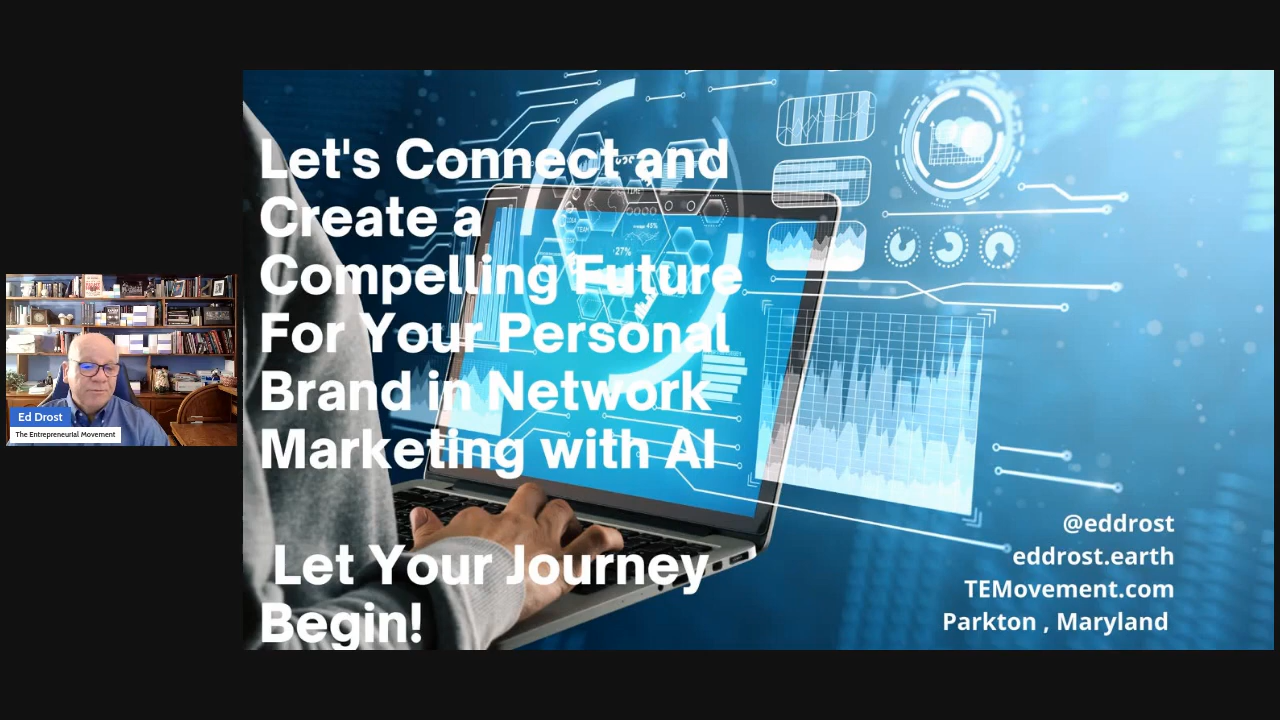 Let's Connect and
Create a
Compelling Future
For Your Personal
Brand in Network
Marketing with AI
Let Your Journey
Begin!
@eddrost
eddrost.earth
TEMovement.com
Parkton , Maryland
Ed Drost
The Entrepreneurial Movement